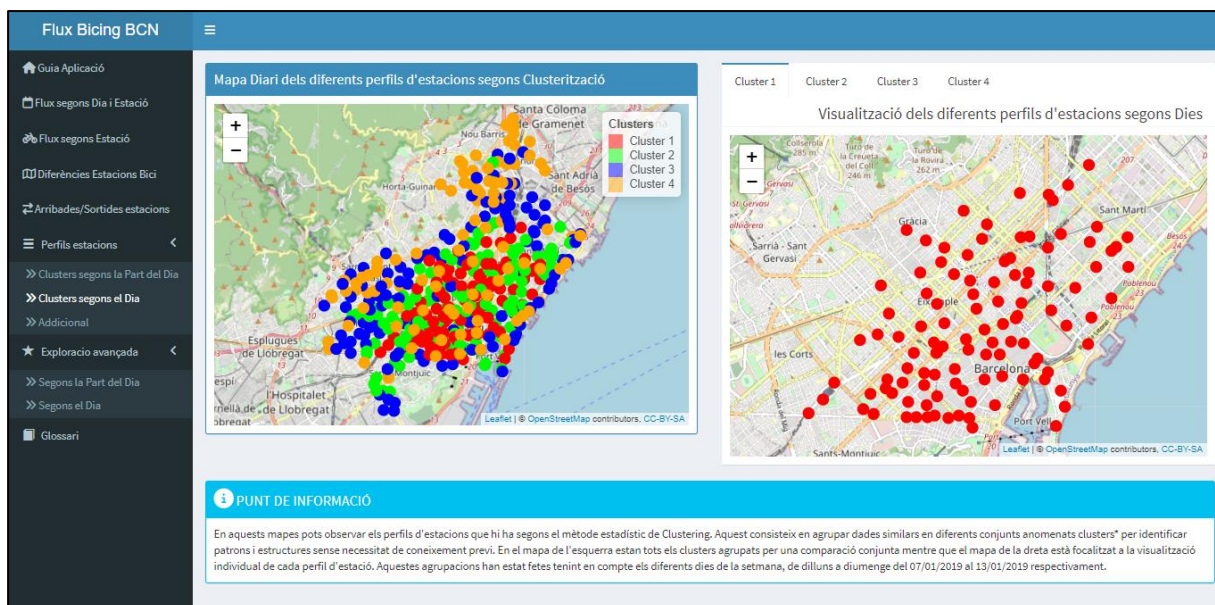 Flux Bicing BCN
Guia Aplicació
Flux segons Dia i Estació
Flux segons Estació
Diferències Estacions Bici
Arribades/Sortides estacions
Perfils estacions
Clusters segons la Part del Dia
Clusters segons el Dia
Addicional
Exploracio avançada
Segons la Part del Dia
Segons el Dia
Glossari
Mapa Diari dels diferents perfils d'estacions segons Clusterització
+
−
Santa Coloma
de Gramenet
Nou Barris
Horta-Guinar
Sant Adrià
de Besòs
Esplugues
de Llobregat
Montjuïc
L'Hospitalet
de Llobregat
Clusters
Cluster 1
Cluster 2
Cluster 3
Cluster 4
Leaflet | © OpenStreetMap contributors, CC-BY-SA
Cluster 1 Cluster 2 Cluster 3 Cluster 4
Visualització dels diferents perfils d'estacions segons Dies
+
−
Collserola
285 m
Turó de
la Creueta
del Coll
246 m
Turó de
la Rovira
262 m
207
Gervasi
Gràcia
Sant Martí
Sarrià - Sant
Gervasi
Besòs
24
Poblenou
23
Poblenou
les Corts
Barcelona
Port Vell
21
Sants-Montjuïc
Leaflet | © OpenStreetMap contributors, CC-BY-SA
PUNT DE INFORMACIÓ
En aquests mapes pots observar els perfils d'estacions que hi ha segons el mètode estadístic de Clustering. Aquest consisteix en agrupar dades similars en diferents conjunts anomenats clusters* per identificar
patrons i estructures sense necessitat de coneixement previ. En el mapa de l'esquerra estan tots els clusters agrupats per una comparació conjunta mentre que el mapa de la dreta està focalitzat a la visualització
individual de cada perfil d'estació. Aquestes agrupacions han estat fetes tenint en compte els diferents dies de la setmana, de dilluns a diumenge del 07/01/2019 al 13/01/2019 respectivament.